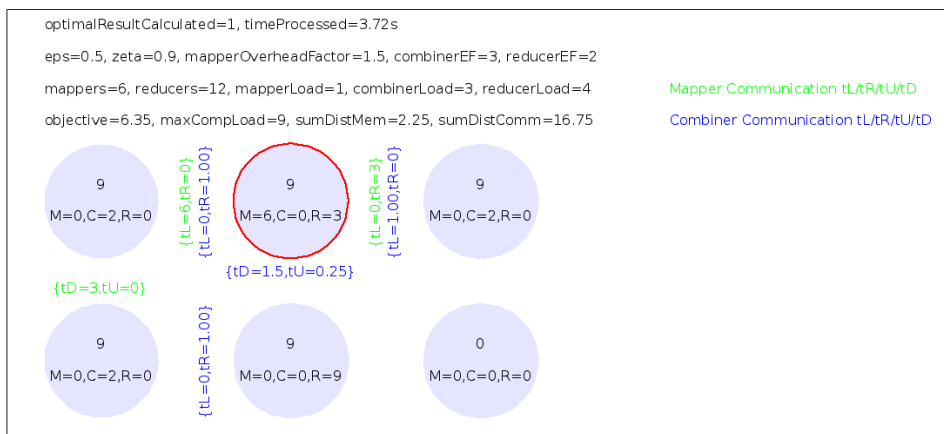 optimalResultCalculated=1, timeProcessed=3.72s
eps=0.5, zeta=0.9, mapperOverheadFactor=1.5, combinerEF=3, reducerEF=2
mappers=6, reducers=12, mapperLoad=1, combinerLoad=3, reducerLoad=4
Mapper Communication tL/tR/tU/tD
objective=6.35, maxCompLoad=9, sumDistMem=2.25, sumDistComm=16.75
Combiner Communication tL/tR/tU/tD
9
M=0,C=2,R=0
{tL=6,tR=0}
{tL=0,tR=1.00}
9
M=6,C=0,R=3
{tL=0,tR=3}
{tL=1.00,tR=0}
9
M=0,C=2,R=0
{tD=3,tU=0}
{tD=1.5,tU=0.25}
9
M=0,C=2,R=0
{tL=0,tR=1.00}
9
M=0,C=0,R=9
0
M=0,C=0,R=0